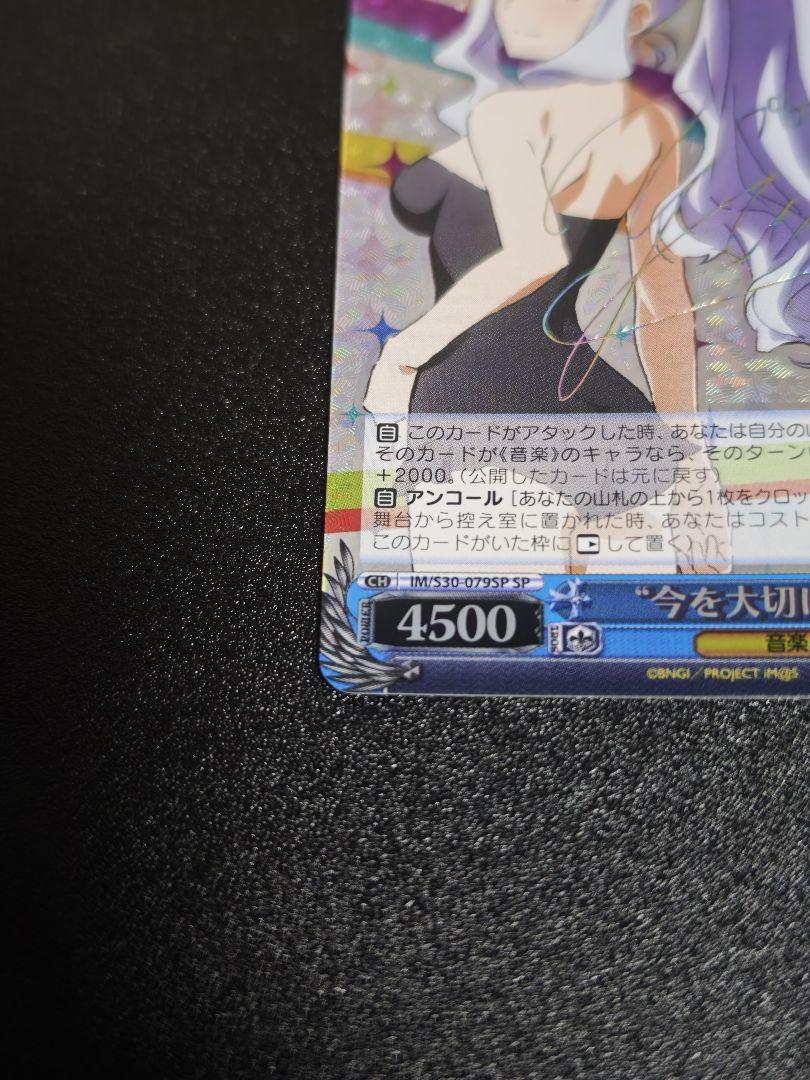 自 このカードがアタックした時、あなたは自分の
そのカードが《音楽》のキャラなら、そのターン
+2000。(公開したカードは元に戻す)
自 アンコール [あなたの山札の上から1枚をクロッ
舞台から控え室に置かれた時、あなたはコスト
このカードがいた枠に して置く)
CH IM/S30-079SP SP
POWER 4500
“今を大切
音楽
©BNGI/PROJECT iM@S